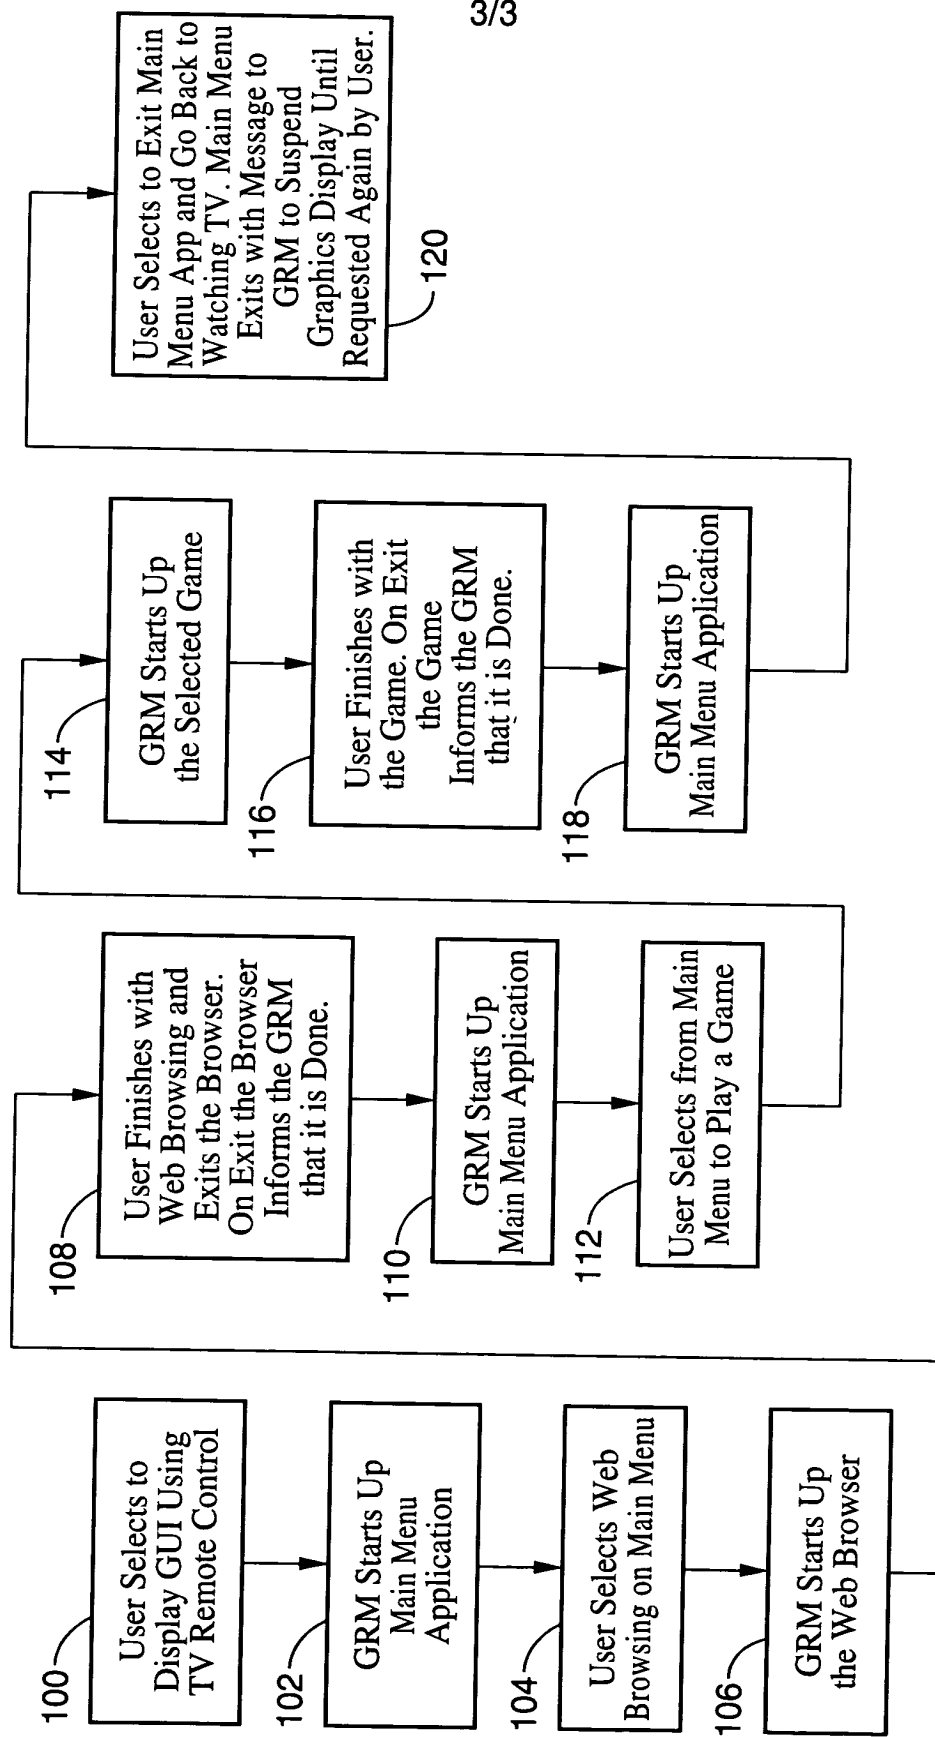 3/3
100
User Selects to
Display GUI Using
TV Remote Control
102
GRM Starts Up
Main Menu
Application
104
User Selects Web
Browsing on Main Menu
106
GRM Starts Up
the Web Browser
108
User Finishes with
Web Browsing and
Exits the Browser.
On Exit the Browser
Informs the GRM
that it is Done.
110
GRM Starts Up
Main Menu Application
112
User Selects from Main
Menu to Play a Game
114
GRM Starts Up
the Selected Game
116
User Finishes with
the Game. On Exit
the Game
Informs the GRM
that it is Done.
118
GRM Starts Up
Main Menu Application
User Selects to Exit Main
Menu App and Go Back to
Watching TV. Main Menu
Exits with Message to
GRM to Suspend
Graphics Display Until
Requested Again by User.
120